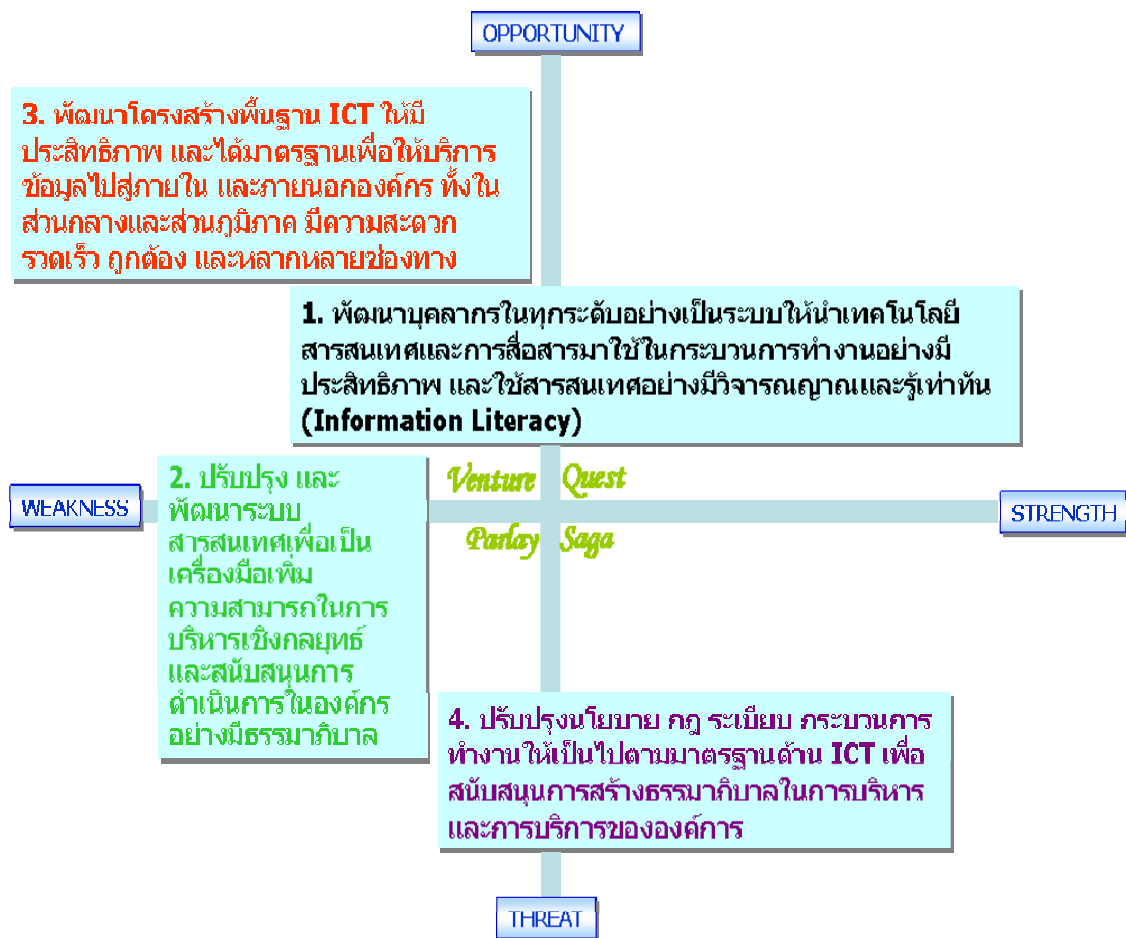 OPPORTUNITY
3. พัฒนาโครงสร้างพื้นฐาน ICT ให้มี
ประสิทธิภาพ และได้มาตรฐานเพื่อให้บริการ
ข้อมูลไปสู่ภายใน และภายนอกองค์กร ทั้งใน
ส่วนกลางและส่วนภูมิภาค มีความสะดวก
รวดเร็ว ถูกต้อง และหลากหลายช่องทาง
1. พัฒนาบุคลากรในทุกระดับอย่างเป็นระบบให้นำเทคโนโลยี
สารสนเทศและการสื่อสารมาใช้ในกระบวนการทำงานอย่างมี
ประสิทธิภาพ และใช้สารสนเทศอย่างมีวิจารณญาณและรู้เท่าทัน
(Information Literacy)
WEAKNESS
2. ปรับปรุง และ
พัฒนาระบบ
สารสนเทศเพื่อเป็น
เครื่องมือเพิ่ม
ความสามารถในการ
บริหารเชิงกลยุทธ์
และสนับสนุนการ
ดำเนินการในองค์กร
อย่างมีธรรมาภิบาล
Venture Quest
Parlay Saga
STRENGTH
4. ปรับปรุงนโยบาย กฎ ระเบียบ กระบวนการ
ทำงานให้เป็นไปตามมาตรฐานด้าน ICT เพื่อ
สนับสนุนการสร้างธรรมาภิบาลในการบริหาร
และการบริการขององค์การ
THREAT